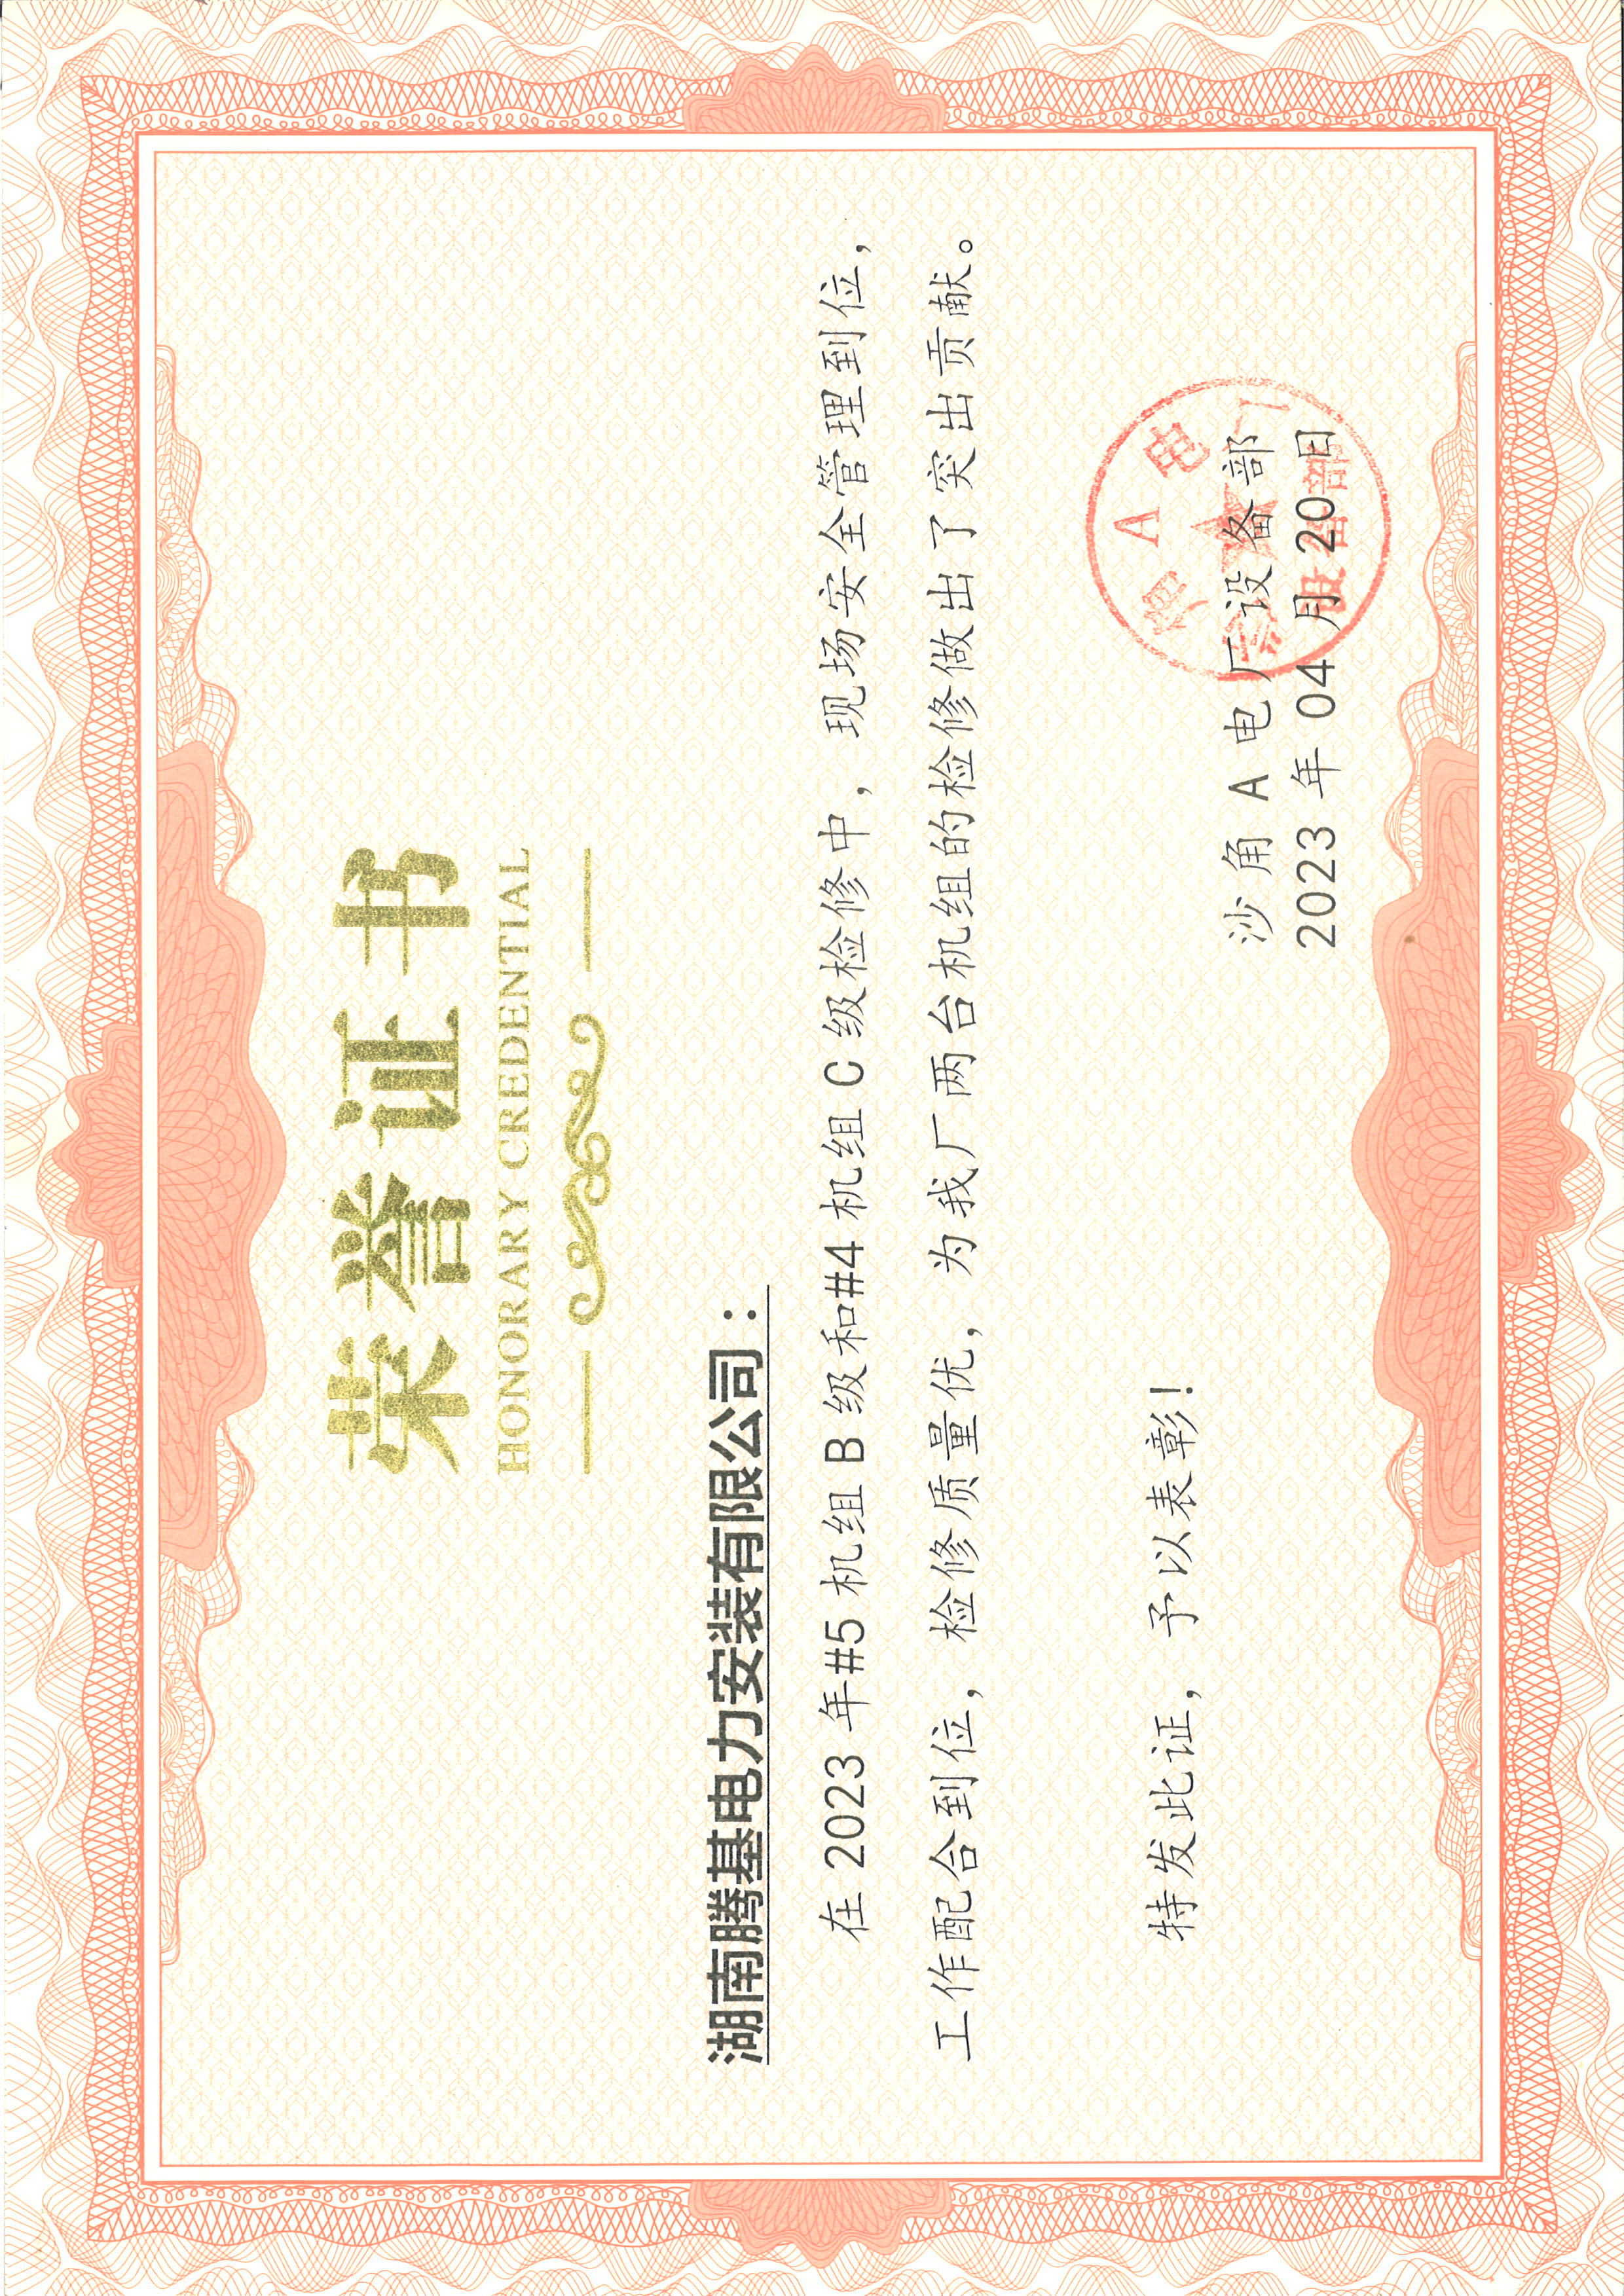 荣誉证书
HONORARY CREDENTIAL
湖南腾基电力安装有限公司：
在 2023 年#5 机组 B 级和#4 机组 C 级检修中，现场安全管理到位，
工作配合到位，检修质量优，为我厂两台机组的检修做出了突出贡献。
特发此证，予以表彰！
沙角 A 电厂设备部
2023 年 04 月 20 日
沙角A电厂
设备部